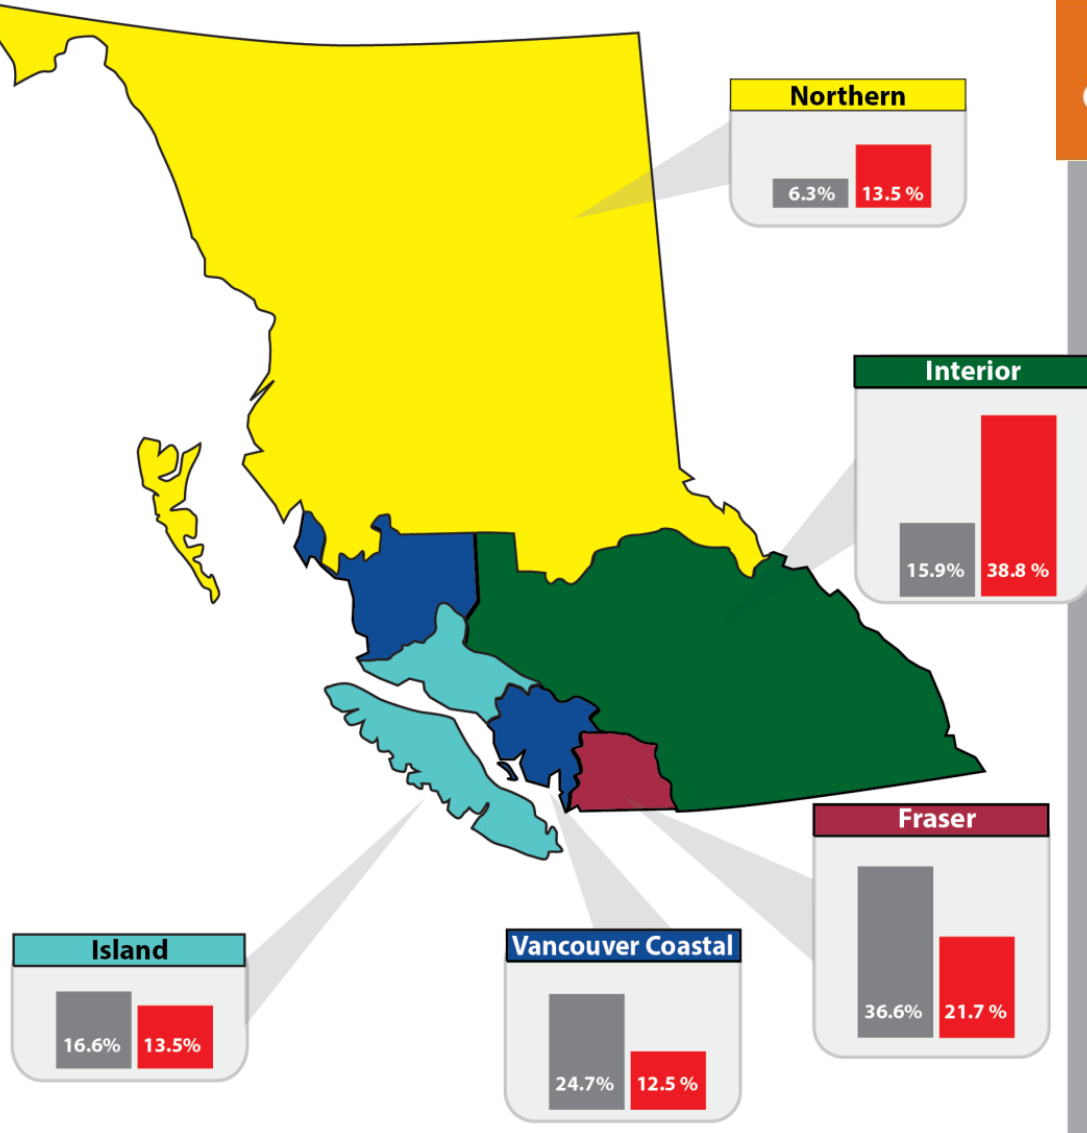 Northern
6.3%
13.5 %
Interior
15.9%
38.8 %
Fraser
36.6%
21.7 %
Vancouver Coastal
24.7%
12.5 %
Island
16.6%
13.5%